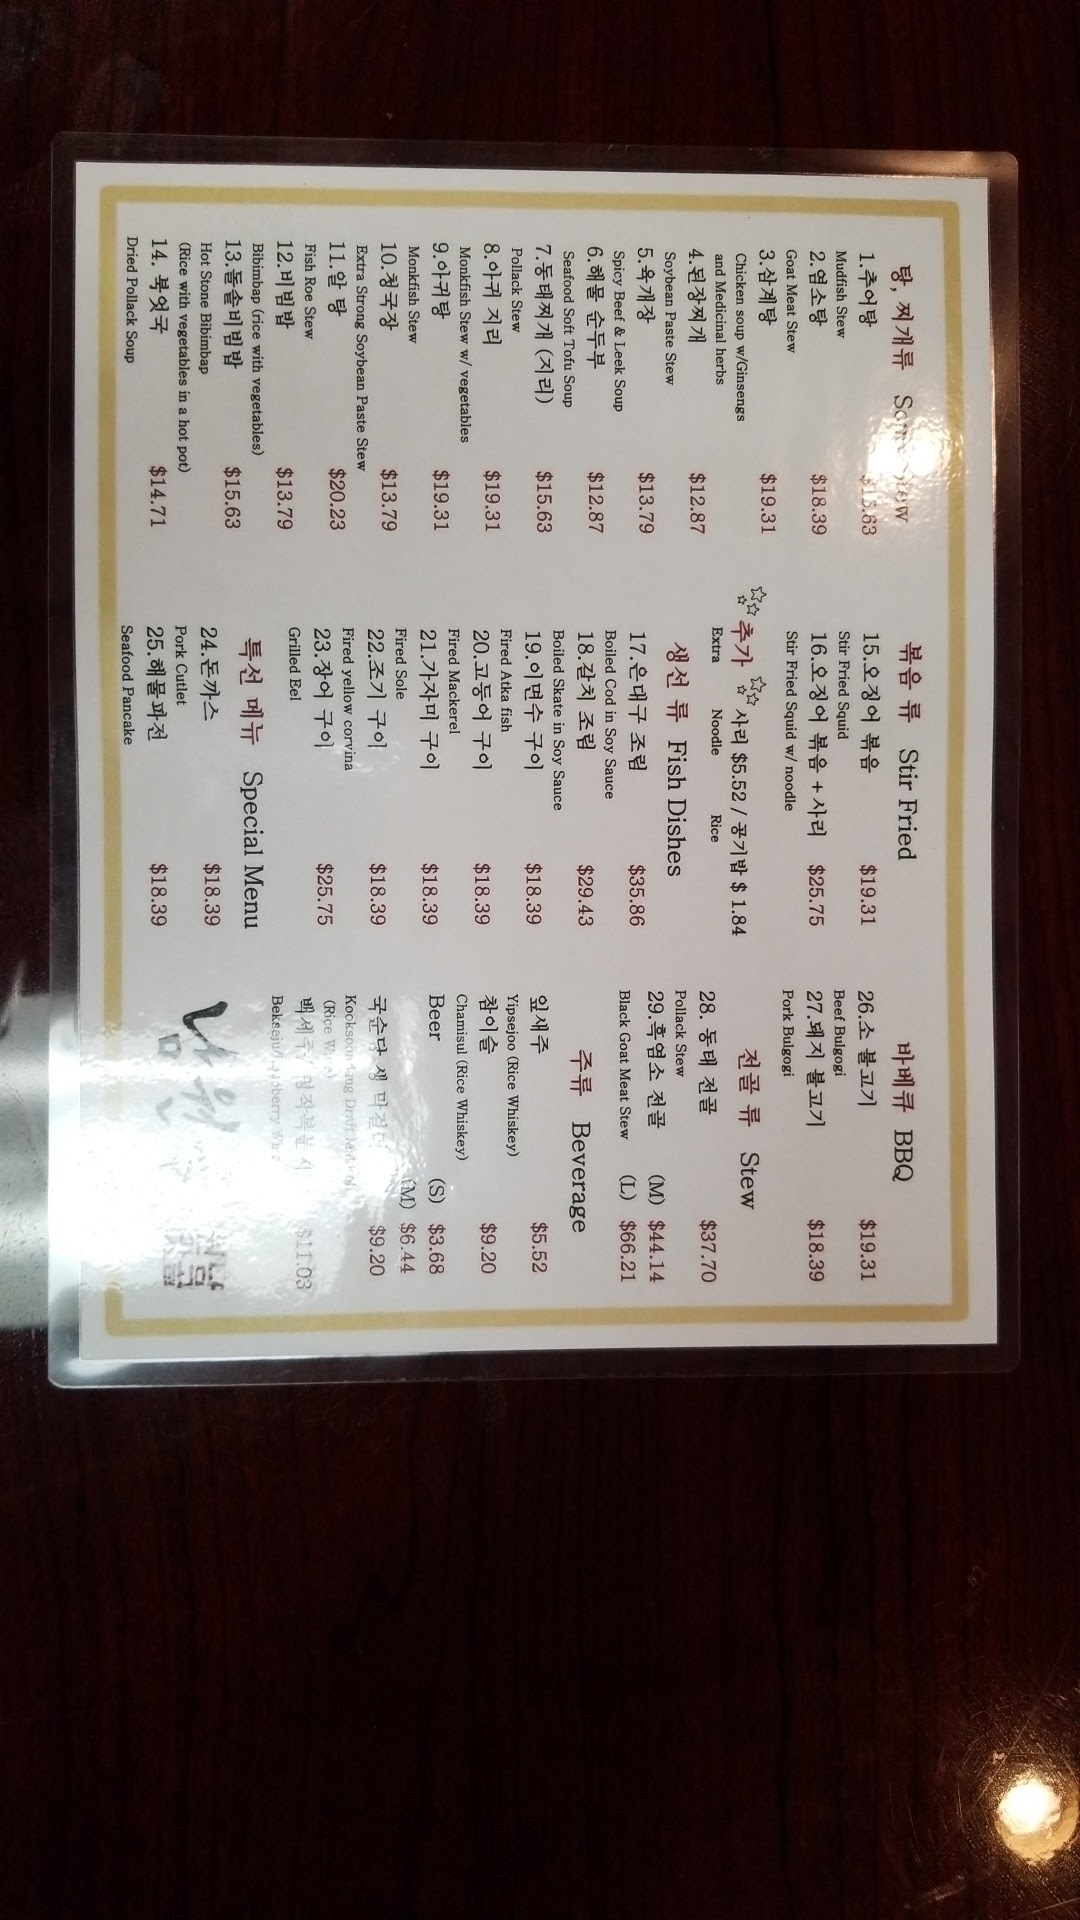 탕, 찌개류
1.추어탕 $15.63
Mudfish Stew
2.염소탕 $18.39
Goat Meat Stew
3.삼계탕 $19.31
Chicken soup w/Ginsengs
and Medicinal herbs
4.된장찌개 $12.87
Soybean Paste Stew
5.육개장 $13.79
Spicy Beef & Leek Soup
6.해물 순두부 $12.87
Seafood Soft Tofu Soup
7.동태찌개 (지리) $15.63
Pollack Stew
8.아귀 지리 $19.31
Monkfish Stew w/ vegetables
9.아귀탕 $19.31
Monkfish Stew
10.청국장 $13.79
Extra Strong Soybean Paste Stew
11.알 탕 $20.23
Fish Roe Stew
12.비빔밥 $13.79
Bibimbap (rice with vegetables)
13.돌솥비빔밥 $15.63
Hot Stone Bibimbap
(Rice with vegetables in a hot pot)
14. 북엇국 $14.71
Dried Pollack Soup
볶음 류 Stir Fried
15.오징어 볶음 $19.31
Stir Fried Squid
16.오징어 볶음 + 사리 $25.75
Stir Fried Squid w/ noodle
☆☆ 추가 ☆☆ 사리 $5.52 / 공기밥 $ 1.84
Extra Noodle Rice
생선 류 Fish Dishes
17.은대구 조림 $35.86
Boiled Cod in Soy Sauce
18.갈치 조림 $29.43
Boiled Skate in Soy Sauce
19.이면수 구이 $18.39
Fired Atka fish
20.고등어 구이 $18.39
Fired Mackerel
21.가자미 구이 $18.39
Fired Sole
22.조기 구이 $18.39
Fired yellow corvina
23.장어 구이 $25.75
Grilled Eel
특선 메뉴 Special Menu
24.돈까스 $18.39
Pork Cutlet
25.해물파전 $18.39
Seafood Pancake
바베큐 BBQ
26.소 불고기 $19.31
Beef Bulgogi
27.돼지 불고기 $18.39
Pork Bulgogi
전골 류 Stew
28. 동태 전골 $37.70
Pollack Stew
29.흑염소 전골 (M) $44.14
Black Goat Meat Stew (L) $66.21
주류 Beverage
잎새주 $5.52
Yipsejoo (Rice Whiskey)
참이슬 $9.20
Chamisul (Rice Whiskey)
Beer (S) $3.68
(M) $6.44
국순당 생 $9.20
$11.03